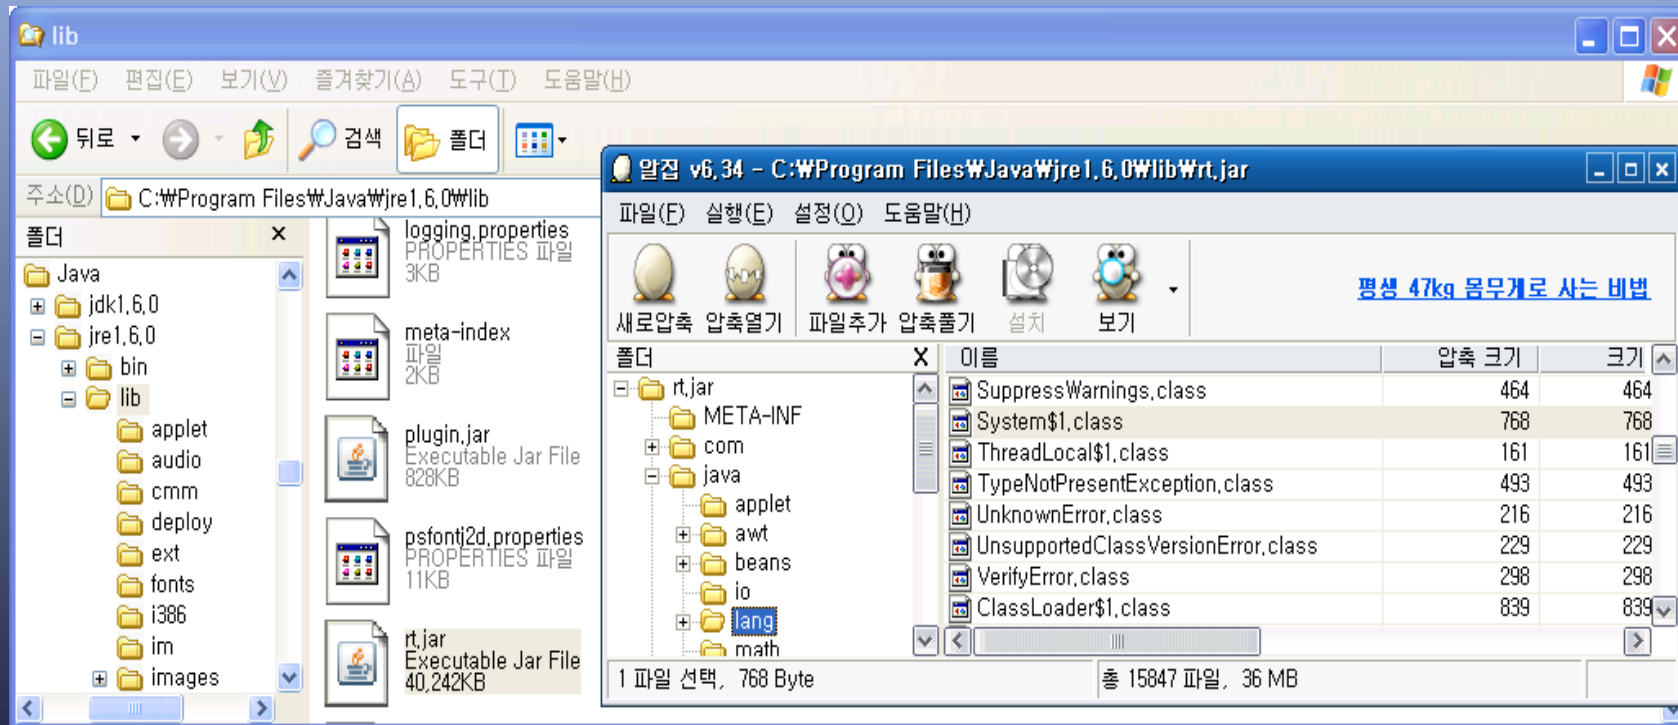 lib
파일(F) 편집(E) 보기(V) 즐겨찾기(A) 도구(T) 도움말(H)
뒤로 검색 폴더
주소(D) C:₩Program Files₩Java₩jre1.6.0₩lib
폴더 X
Java
jdk1.6.0
jre1.6.0
bin
lib
applet
audio
cmm
deploy
ext
fonts
i386
im
images
logging.properties
PROPERTIES 파일
3KB
meta-index
파일
2KB
plugin.jar
Executable Jar File
828KB
psfontj2d.properties
PROPERTIES 파일
11KB
rt.jar
Executable Jar File
40,242KB
알집 v6.34 - C:₩Program Files₩Java₩jre1.6.0₩lib₩rt.jar
파일(F) 실행(E) 설정(O) 도움말(H)
새로압축 압축열기 파일추가 압축풀기 설치 보기
평생 47kg 몸무게로 사는 비법
폴더 X
rt.jar
META-INF
com
java
applet
awt
beans
io
lang
math
이름 압축 크기 크기
SuppressWarnings.class 464 464
System$1.class 768 768
ThreadLocal$1.class 161 161
TypeNotPresentException.class 493 493
UnknownError.class 216 216
UnsupportedClassVersionError.class 229 229
VerifyError.class 298 298
ClassLoader$1.class 839 839
1 파일 선택, 768 Byte 총 15847 파일, 36 MB